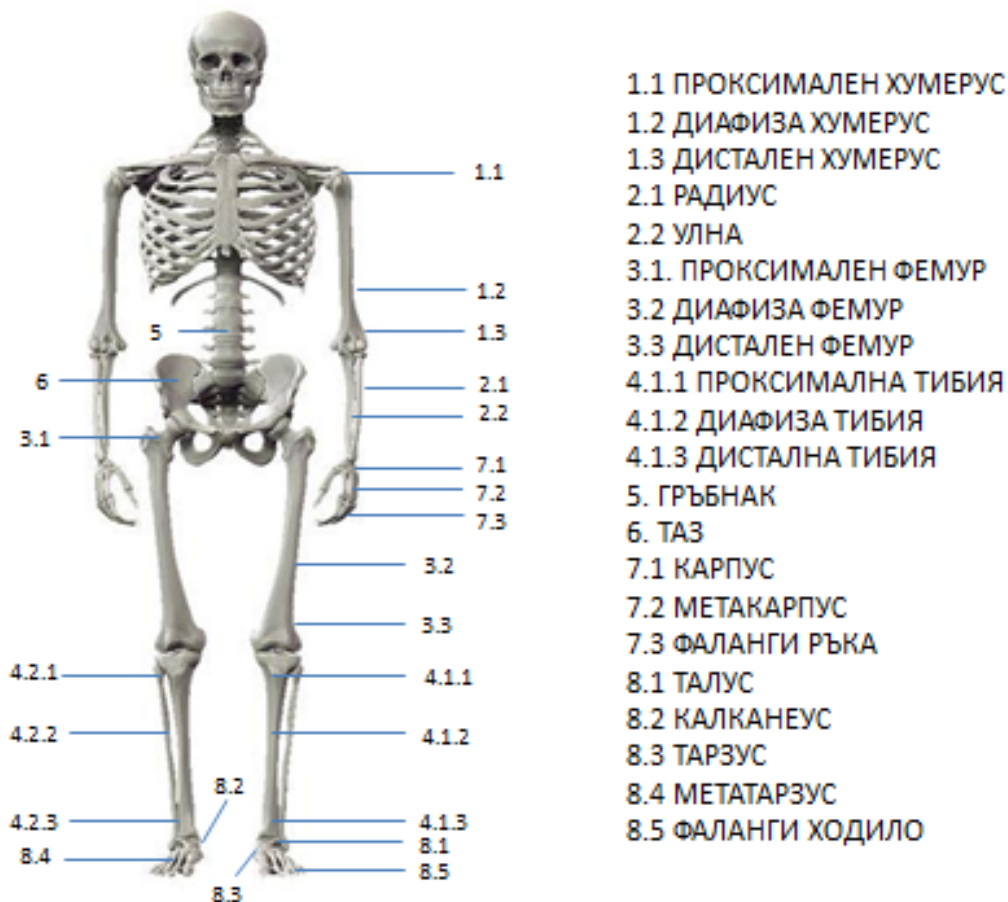 1.1
1.2
5
1.3
6
2.1
2.2
3.1
7.1
7.2
7.3
3.2
3.3
4.2.1
4.1.1
4.2.2
4.1.2
8.2
4.2.3
4.1.3
8.4
8.1
8.5
8.3
1.1 ПРОКСИМАЛЕН ХУМЕРУС
1.2 ДИАФИЗА ХУМЕРУС
1.3 ДИСТАЛЕН ХУМЕРУС
2.1 РАДИУС
2.2 УЛНА
3.1. ПРОКСИМАЛЕН ФЕМУР
3.2 ДИАФИЗА ФЕМУР
3.3 ДИСТАЛЕН ФЕМУР
4.1.1 ПРОКСИМАЛНА ТИБИЯ
4.1.2 ДИАФИЗА ТИБИЯ
4.1.3 ДИСТАЛНА ТИБИЯ
5. ГРЪБНАК
6. ТАЗ
7.1 КАРПУС
7.2 МЕТАКАРПУС
7.3 ФАЛАНГИ РЪКА
8.1 ТАЛУС
8.2 КАЛКАНЕУС
8.3 ТАРЗУС
8.4 МЕТАТАРЗУС
8.5 ФАЛАНГИ ХОДИЛО